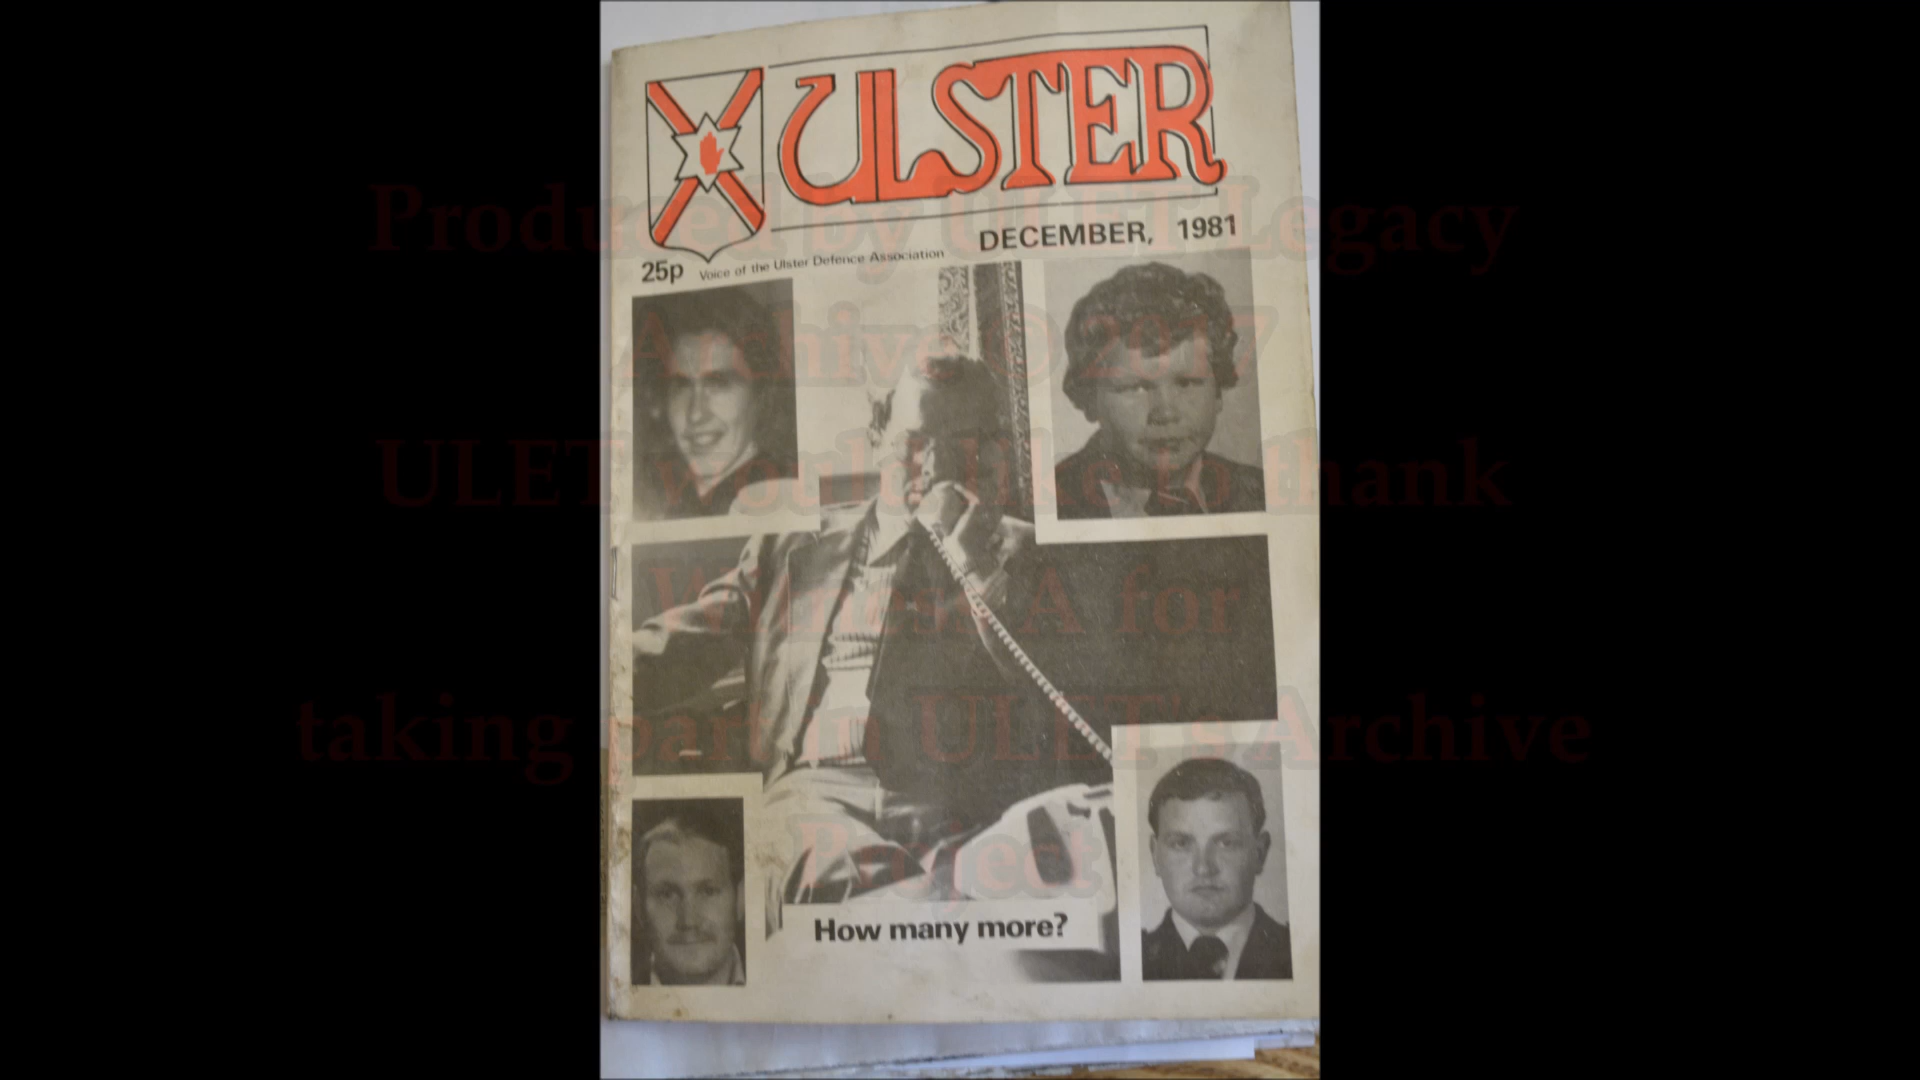 ULSTER
DECEMBER, 1981
25p Voice of the Ulster Defence Association
How many more?
Produced by ULET Legacy
Archive © 2017
ULET would like to thank
Witness A for
taking part in ULET's Archive
Project